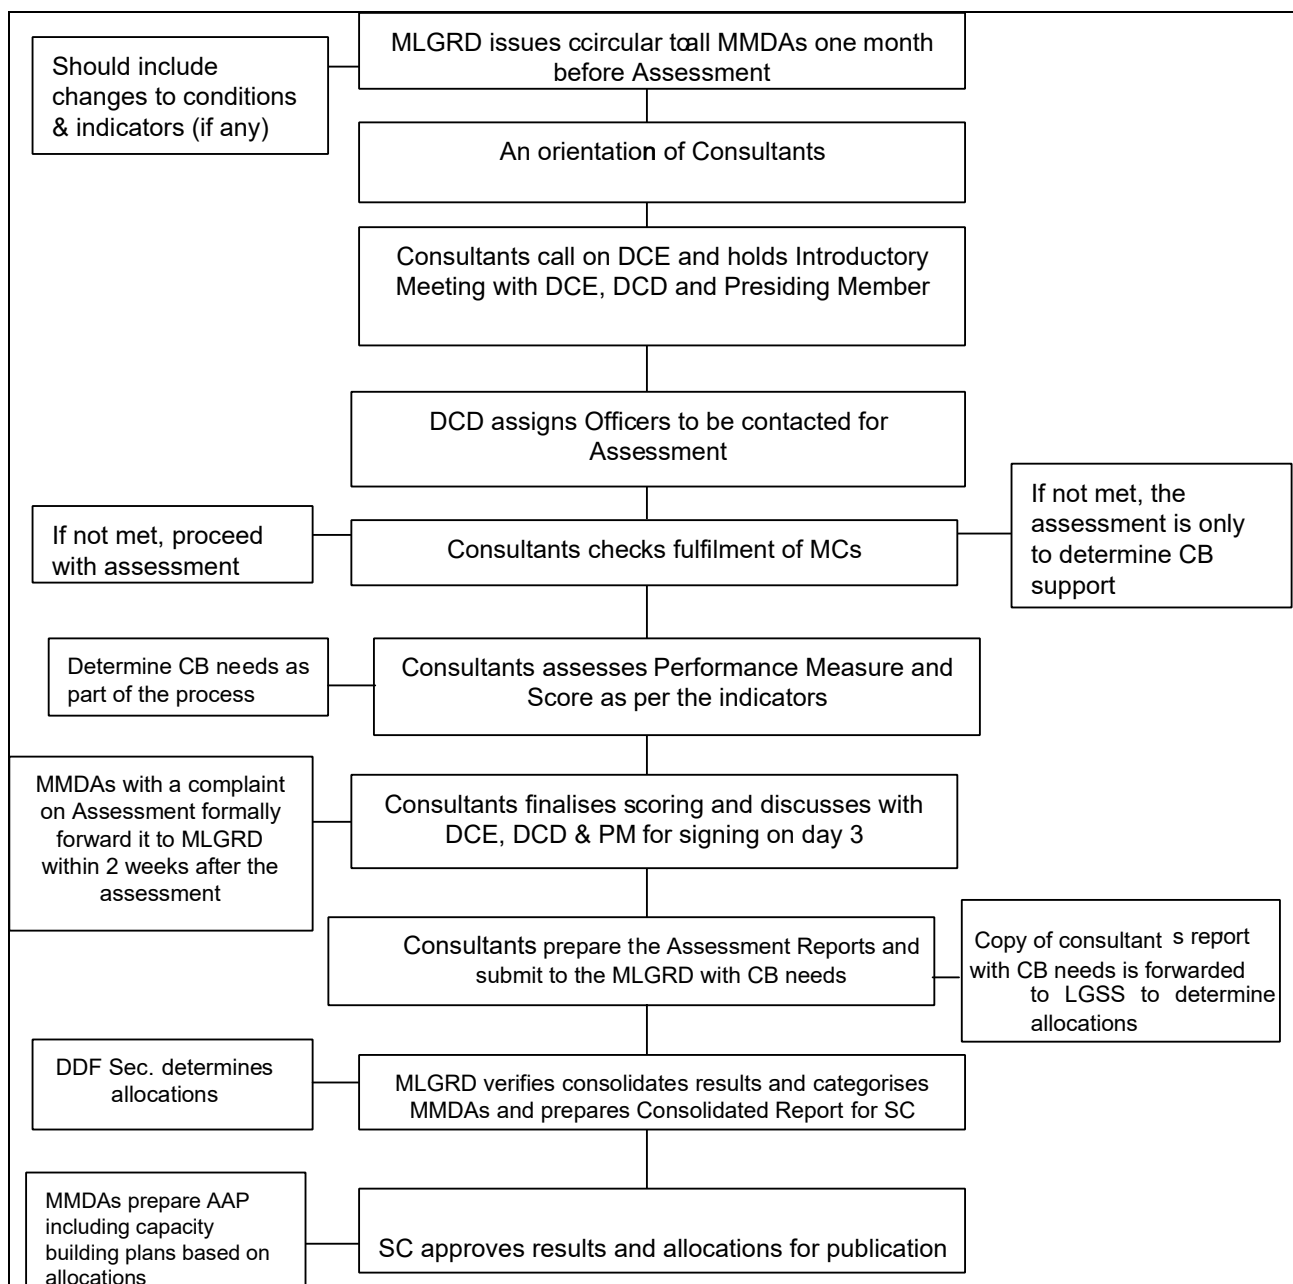 MLGRD issues ccircular toall MMDAs one month
before Assessment
Should include
changes to conditions
& indicators (if any)
An orientation of Consultants
Consultants call on DCE and holds Introductory
Meeting with DCE, DCD and Presiding Member
DCD assigns Officers to be contacted for
Assessment
If not met, proceed
with assessment
Consultants checks fulfilment of MCs
If not met, the
assessment is only
to determine CB
support
Determine CB needs as
part of the process
Consultants assesses Performance Measure and
Score as per the indicators
MMDAs with a complaint
on Assessment formally
forward it to MLGRD
within 2 weeks after the
assessment
Consultants finalises scoring and discusses with
DCE, DCD & PM for signing on day 3
Consultants prepare the Assessment Reports and
submit to the MLGRD with CB needs
Copy of consultant s report
with CB needs is forwarded
to LGSS to determine
allocations
DDF Sec. determines
allocations
MLGRD verifies consolidates results and categorises
MMDAs and prepares Consolidated Report for SC
MMDAs prepare AAP
including capacity
building plans based on
allocations
SC approves results and allocations for publication